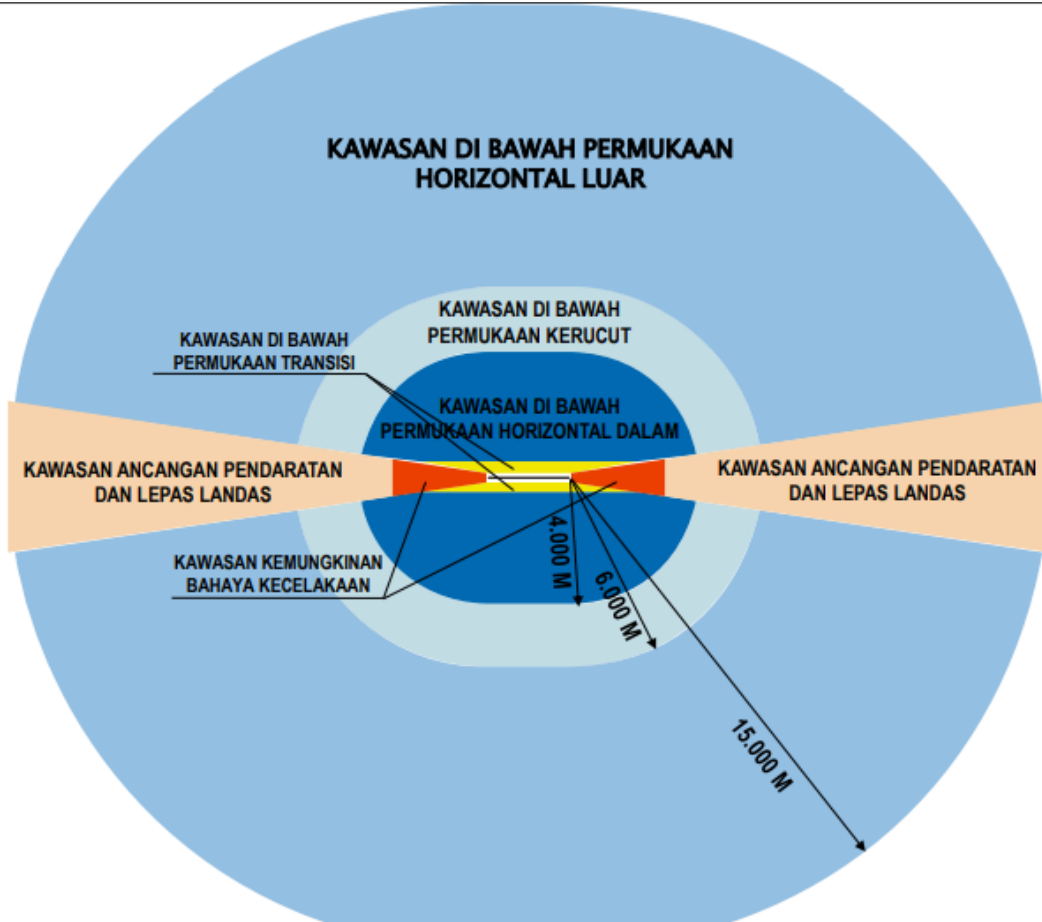 KAWASAN DI BAWAH PERMUKAAN
HORIZONTAL LUAR
KAWASAN DI BAWAH
PERMUKAAN KERUCUT
KAWASAN DI BAWAH
PERMUKAAN TRANSISI
KAWASAN DI BAWAH
PERMUKAAN HORIZONTAL DALAM
KAWASAN ANCANGAN PENDARATAN
DAN LEPAS LANDAS
KAWASAN ANCANGAN PENDARATAN
DAN LEPAS LANDAS
KAWASAN KEMUNGKINAN
BAHAYA KECELAKAAN
4.000 M
6.000 M
15.000 M